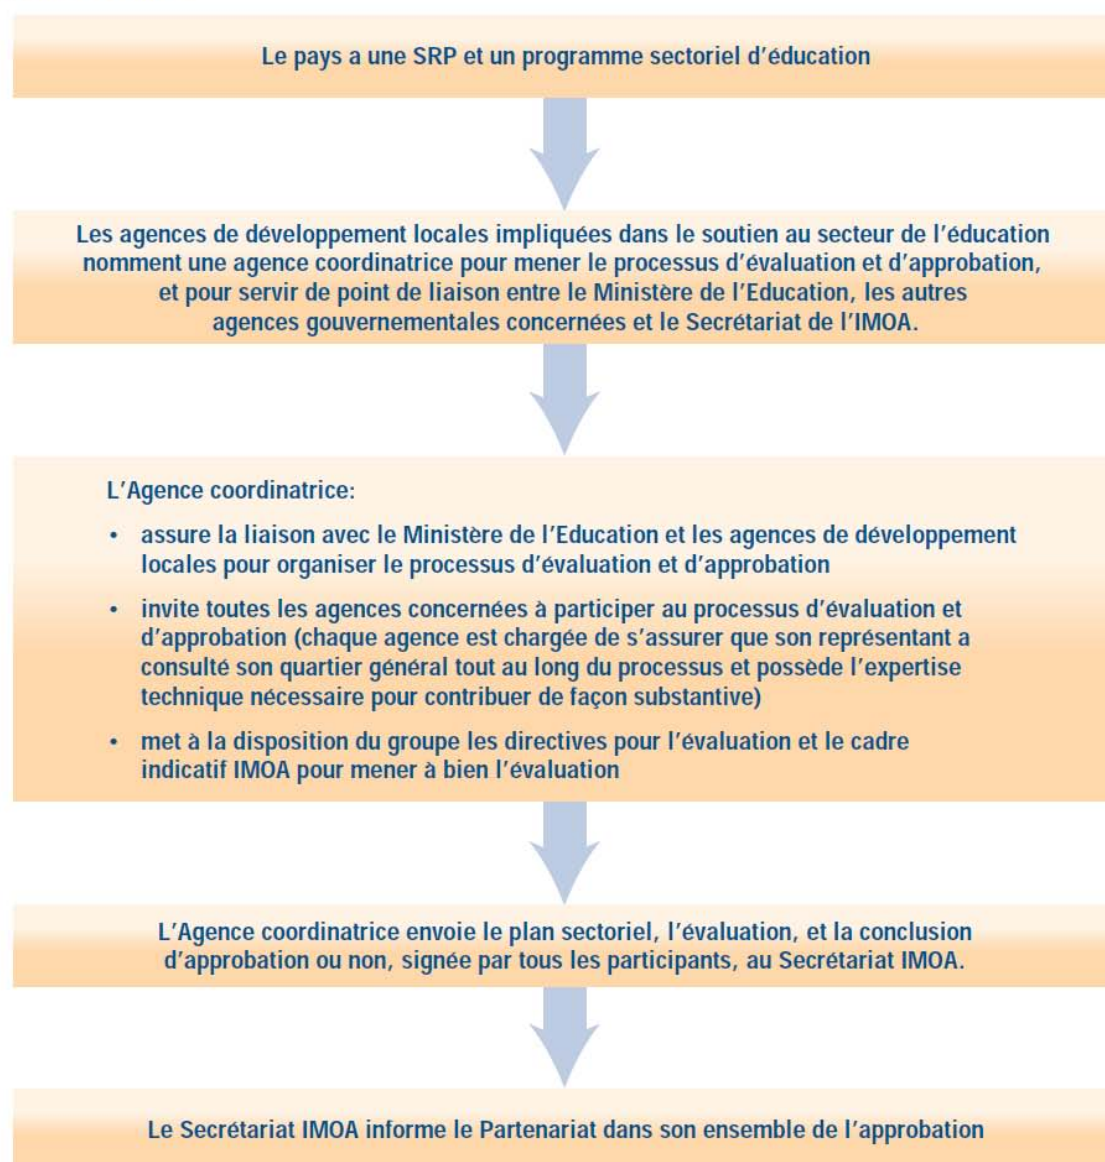 Le pays a une SRP et un programme sectoriel d’éducation
Les agences de développement locales impliquées dans le soutien au secteur de l’éducation
nomment une agence coordinatrice pour mener le processus d’évaluation et d’approbation,
et pour servir de point de liaison entre le Ministère de l’Education, les autres
agences gouvernementales concernées et le Secrétariat de l’IMOA.
L’Agence coordinatrice:
• assure la liaison avec le Ministère de l’Education et les agences de développement
locales pour organiser le processus d’évaluation et d’approbation
• invite toutes les agences concernées à participer au processus d’évaluation et
d’approbation (chaque agence est chargée de s’assurer que son représentant a
consulté son quartier général tout au long du processus et possède l’expertise
technique nécessaire pour contribuer de façon substantive)
• met à la disposition du groupe les directives pour l’évaluation et le cadre
indicatif IMOA pour mener à bien l’évaluation
L’Agence coordinatrice envoie le plan sectoriel, l’évaluation, et la conclusion
d’approbation ou non, signée par tous les participants, au Secrétariat IMOA.
Le Secrétariat IMOA informe le Partenariat dans son ensemble de l’approbation